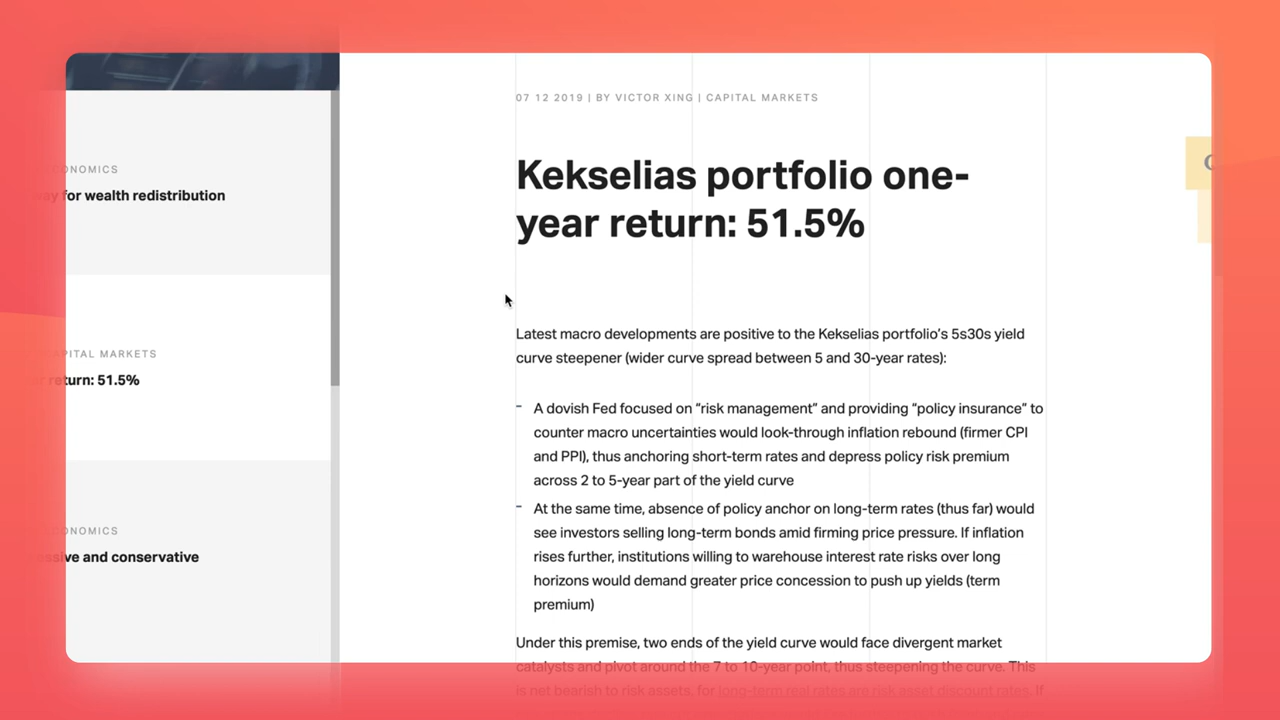 ONOMICS
way for wealth redistribution
CAPITAL MARKETS
return: 51.5%
ONOMICS
and conservative
07 12 2019 | BY VICTOR XING | CAPITAL MARKETS
Kekselias portfolio one-
year return: 51.5%
Latest macro developments are positive to the Kekselias portfolio’s 5s30s yield
curve steepener (wider curve spread between 5 and 30-year rates):
– A dovish Fed focused on “risk management” and providing “policy insurance” to
counter macro uncertainties would look-through inflation rebound (firmer CPI
and PPI), thus anchoring short-term rates and depress policy risk premium
across 2 to 5-year part of the yield curve
– At the same time, absence of policy anchor on long-term rates (thus far) would
see investors selling long-term bonds amid firming price pressure. If inflation
rises further, institutions willing to warehouse interest rate risks over long
horizons would demand greater price concession to push up yields (term
premium)
Under this premise, two ends of the yield curve would face divergent market
catalysts and pivot around the 7 to 10-year point, thus steepening the curve. This
is net bearish to risk assets, for long-term real rates are risk asset discount rates. If